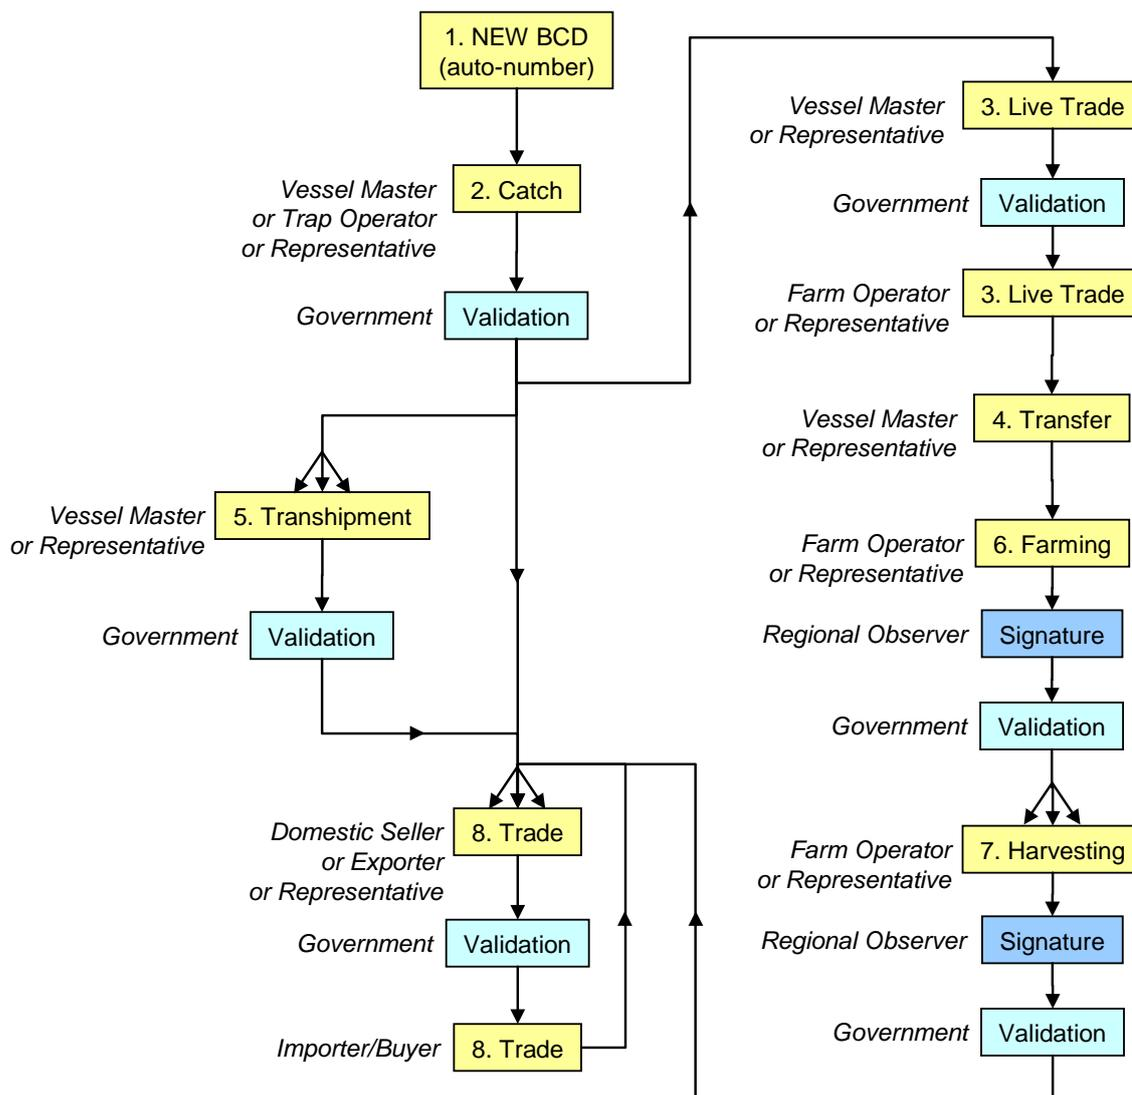 1. NEW BCD
(auto-number)
Vessel Master
or Trap Operator
or Representative
2. Catch
Government
Validation
Vessel Master
or Representative
5. Transhipment
Government
Validation
Domestic Seller
or Exporter
or Representative
8. Trade
Government
Validation
Importer/Buyer
8. Trade
Vessel Master
or Representative
3. Live Trade
Government
Validation
Farm Operator
or Representative
3. Live Trade
Vessel Master
or Representative
4. Transfer
Farm Operator
or Representative
6. Farming
Regional Observer
Signature
Government
Validation
Farm Operator
or Representative
7. Harvesting
Regional Observer
Signature
Government
Validation